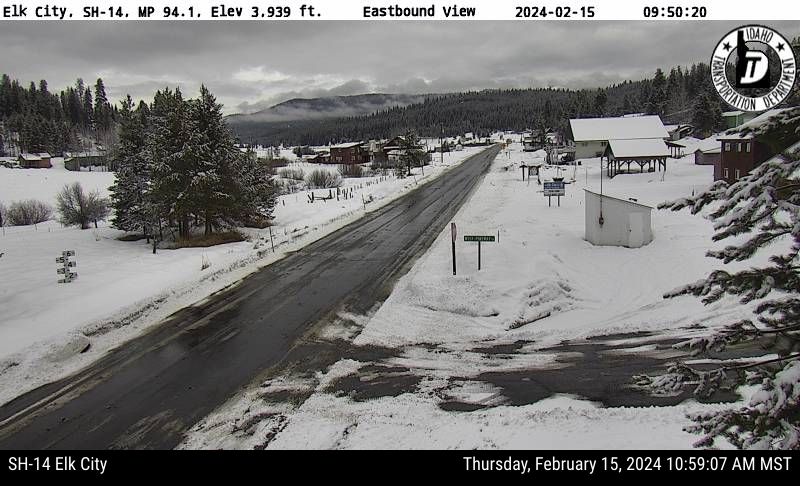 Elk City, SH-14, MP 94.1, Elev 3,939 ft. Eastbound View 2024-02-15 09:50:20
IDAHO
TRANSPORTATION DEPARTMENT
SH-14 Elk City Thursday, February 15, 2024 10:59:07 AM MST